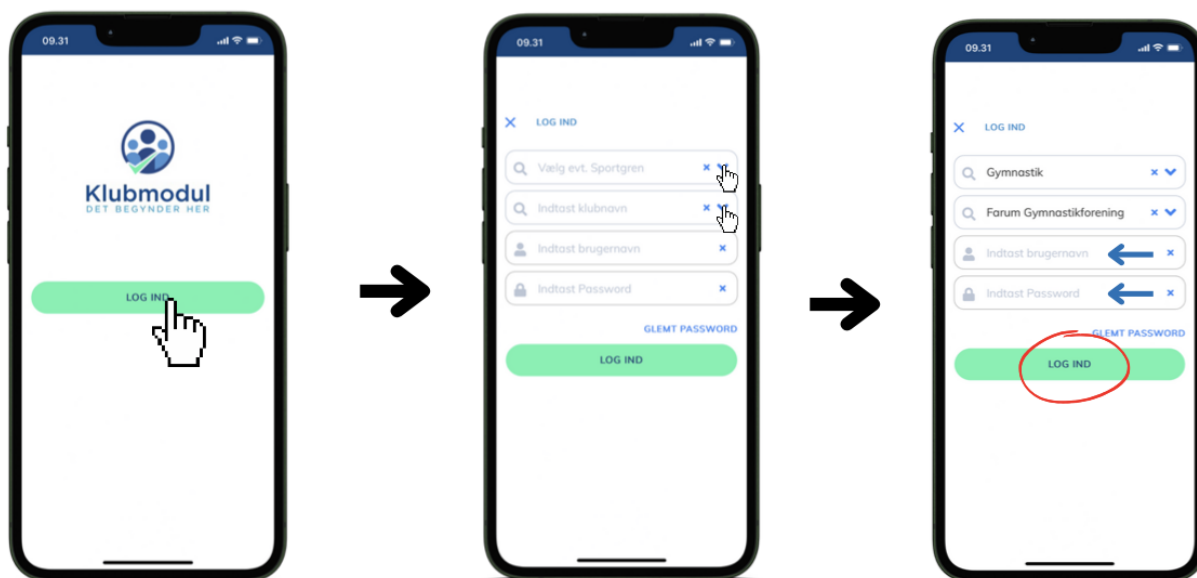 09.31
Klubmodul
DET BEGYNDER HER
LOG IND
09.31
LOG IND
Vælg evt. Sportgren
Indtast klubnavn
Indtast brugernavn
Indtast Password
GLEMT PASSWORD
LOG IND
09.31
LOG IND
Gymnastik
Farum Gymnastikforening
Indtast brugernavn
Indtast Password
GLEMT PASSWORD
LOG IND